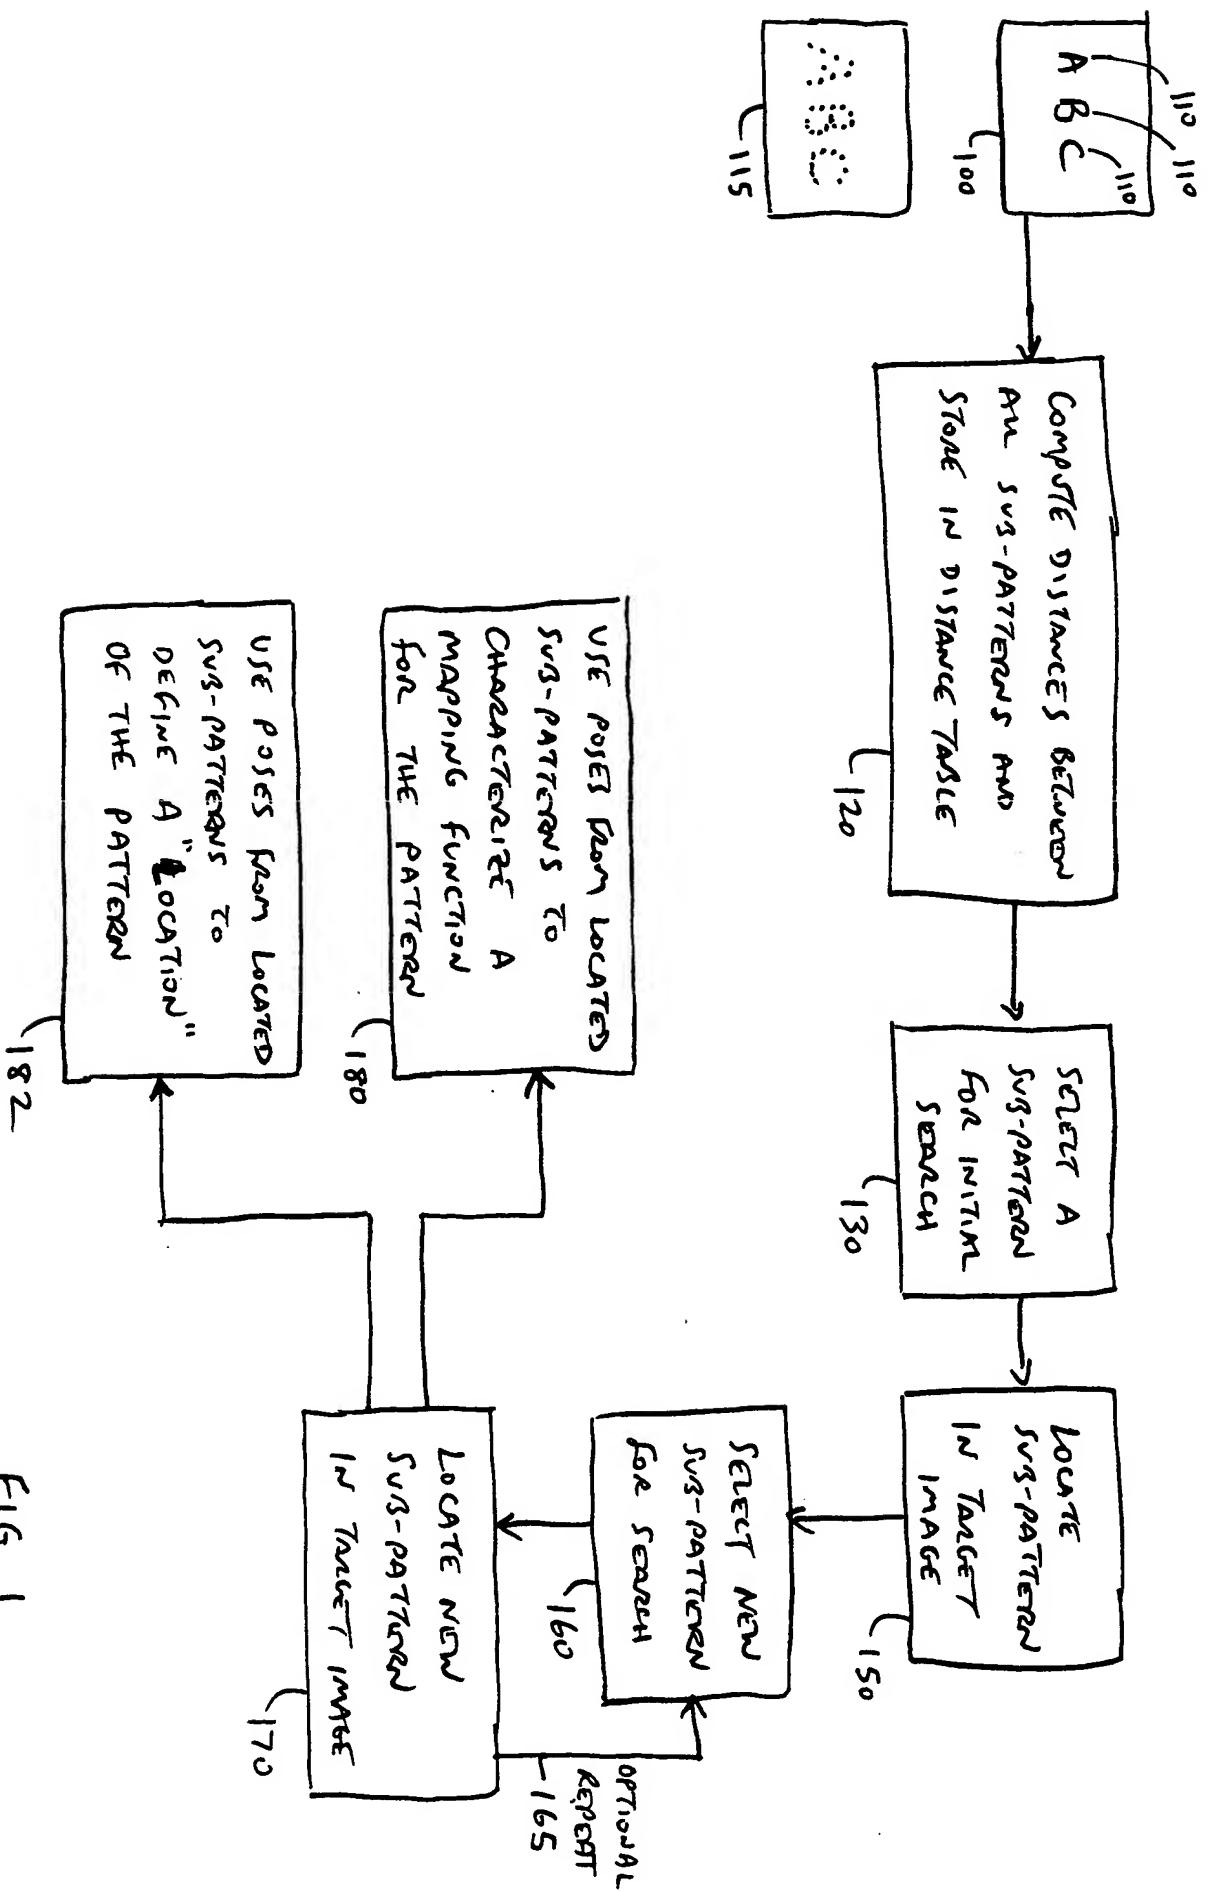 110
110
A B C
110
100
A B C
115
COMPUTE DISTANCES BETWEEN
ALL SUB-PATTERNS AND
STORE IN DISTANCE TABLE
120
SELECT A
SUB-PATTERN
FOR INITIAL
SEARCH
130
LOCATE
SUB-PATTERN
IN TARGET
IMAGE
150
SELECT NEW
SUB-PATTERN
FOR SEARCH
160
OPTIONAL
REPEAT
165
LOCATE NEW
SUB-PATTERN
IN TARGET IMAGE
170
USE POSES FROM LOCATED
SUB-PATTERNS TO
CHARACTERIZE A
MAPPING FUNCTION
FOR THE PATTERN
180
USE POSES FROM LOCATED
SUB-PATTERNS TO
DEFINE A "LOCATION"
OF THE PATTERN
182
FIG 1